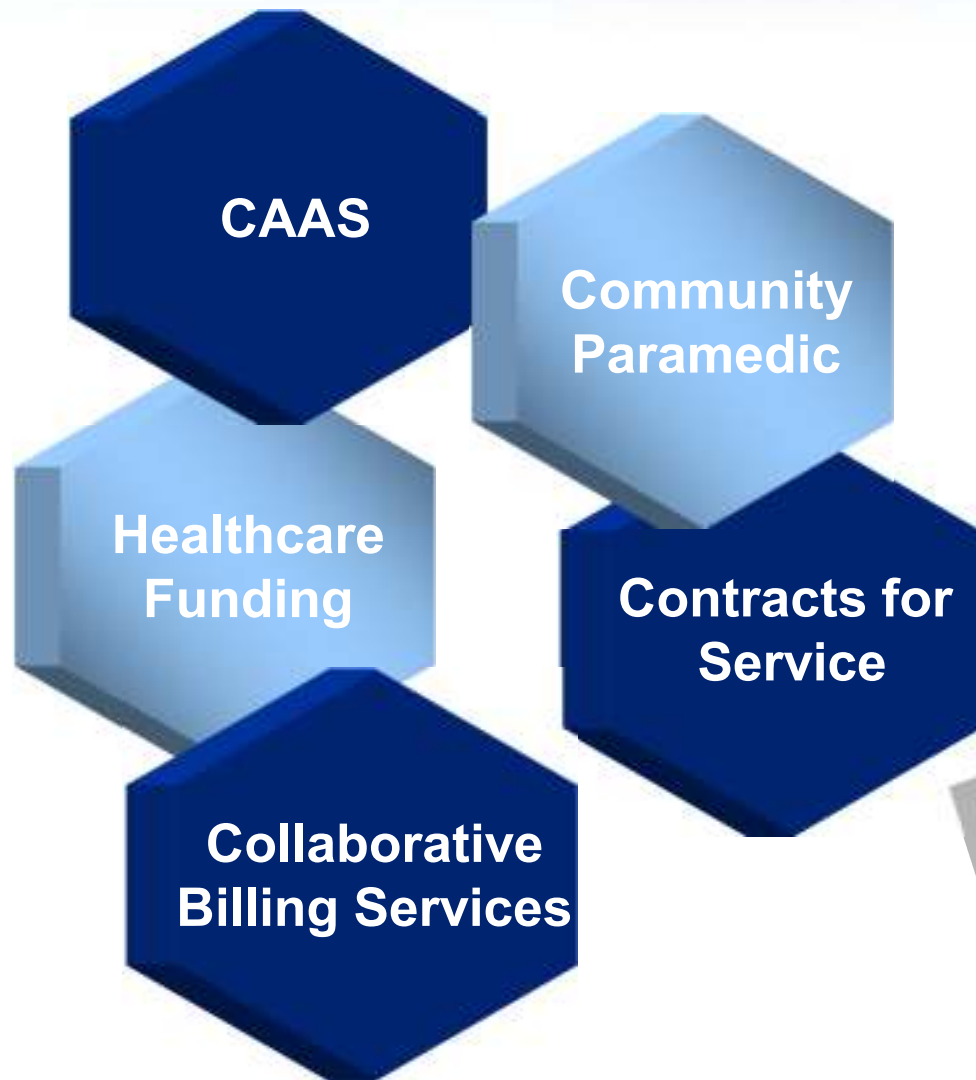 CAAS
Community
Paramedic
Healthcare
Funding
Contracts for
Service
Collaborative
Billing Services